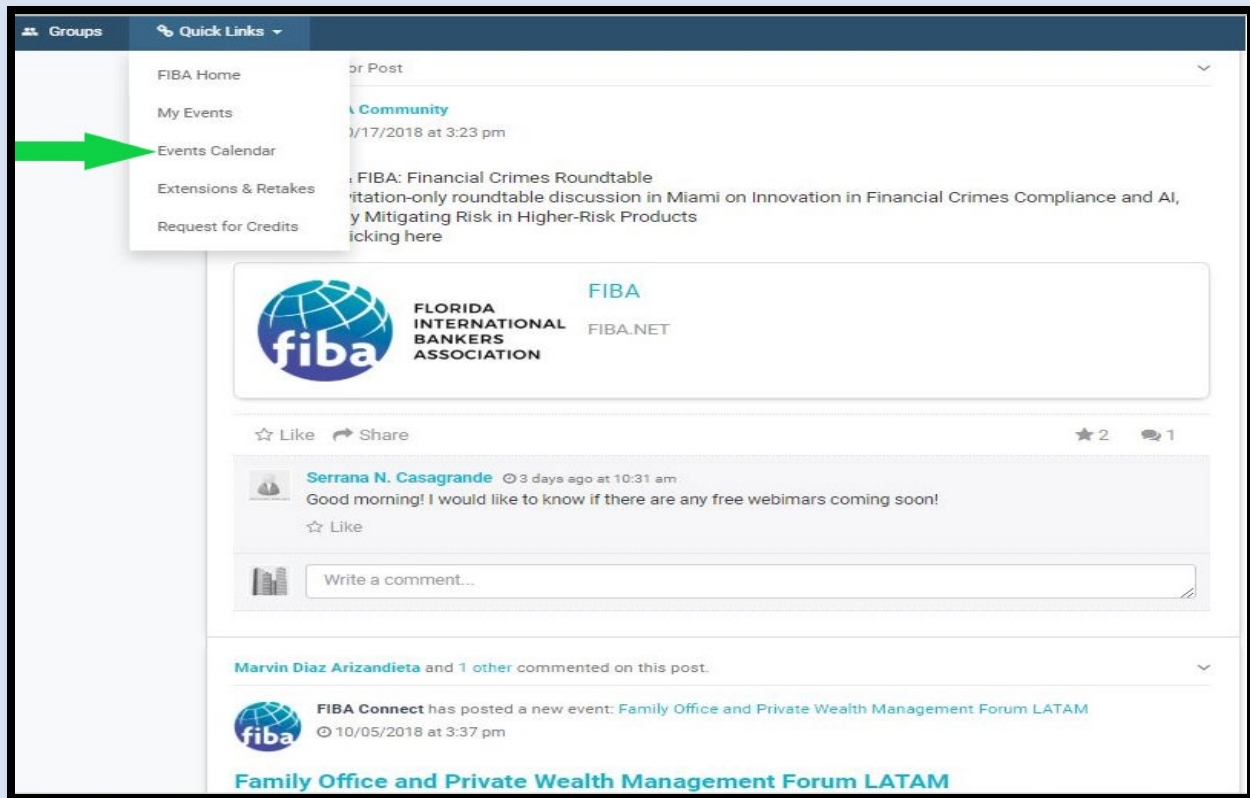 Groups
Quick Links
FIBA Home
My Events
Events Calendar
Extensions & Retakes
Request for Credits
or Post
Community
/17/2018 at 3:23 pm
FIBA: Financial Crimes Roundtable
vitation-only roundtable discussion in Miami on Innovation in Financial Crimes Compliance and AI,
y Mitigating Risk in Higher-Risk Products
icking here
fiba
FLORIDA
INTERNATIONAL
BANKERS
ASSOCIATION
FIBA
FIBA.NET
Like Share
2 1
Serrana N. Casagrande 3 days ago at 10:31 am
Good morning! I would like to know if there are any free webimars coming soon!
Like
Write a comment...
Marvin Diaz Arizandieta and 1 other commented on this post.
fiba
FIBA Connect has posted a new event: Family Office and Private Wealth Management Forum LATAM
10/05/2018 at 3:37 pm
Family Office and Private Wealth Management Forum LATAM